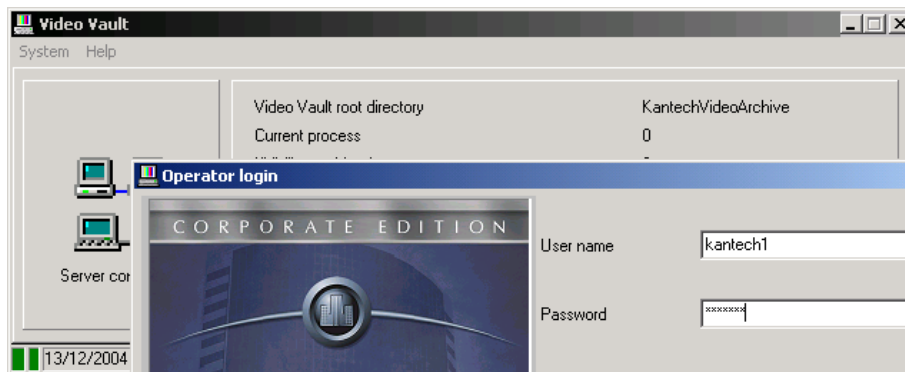 Video Vault
System Help
Video Vault root directory KantechVideoArchive
Current process 0
Operator login
CORPORATE EDITION
User name kantech1
Password *******
Server cor
13/12/2004